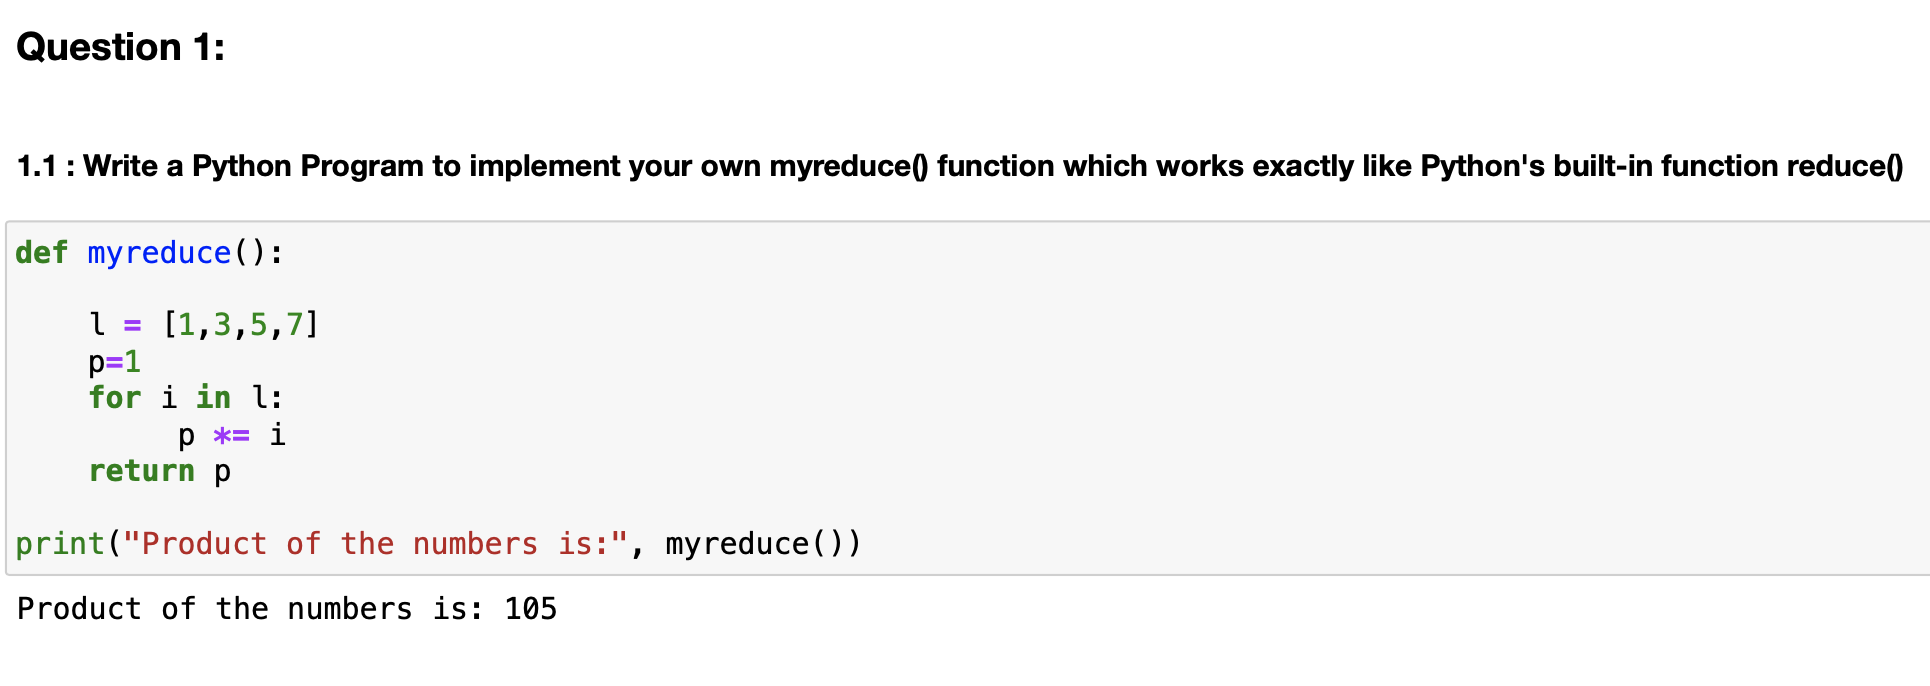 Question 1:
1.1 : Write a Python Program to implement your own myreduce() function which works exactly like Python's built-in function reduce()
def myreduce():
    l = [1,3,5,7]
    p=1
    for i in l:
         p *= i
    return p
print("Product of the numbers is:", myreduce())
Product of the numbers is: 105